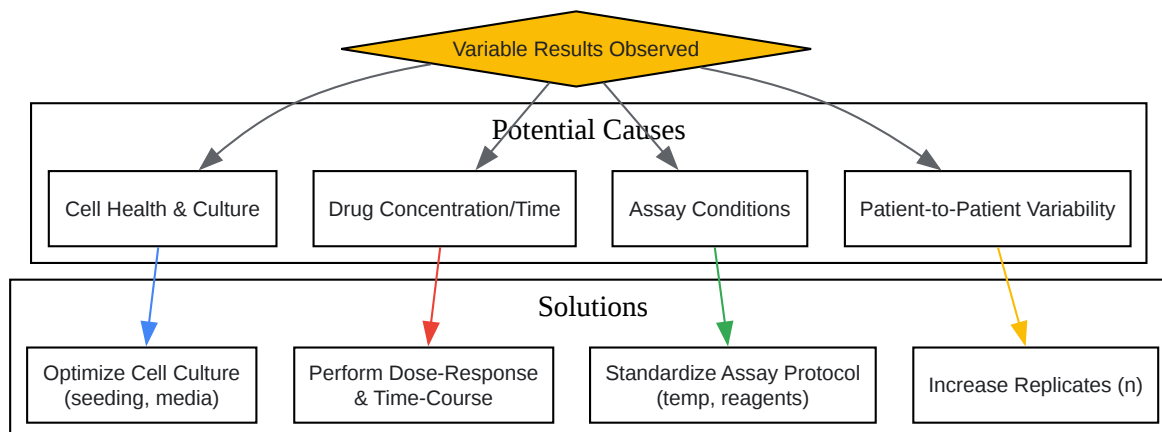 Variable Results Observed
Potential Causes
Cell Health & Culture
Drug Concentration/Time
Assay Conditions
Patient-to-Patient Variability
Solutions
Optimize Cell Culture
(seeding, media)
Perform Dose-Response
& Time-Course
Standardize Assay Protocol
(temp, reagents)
Increase Replicates (n)